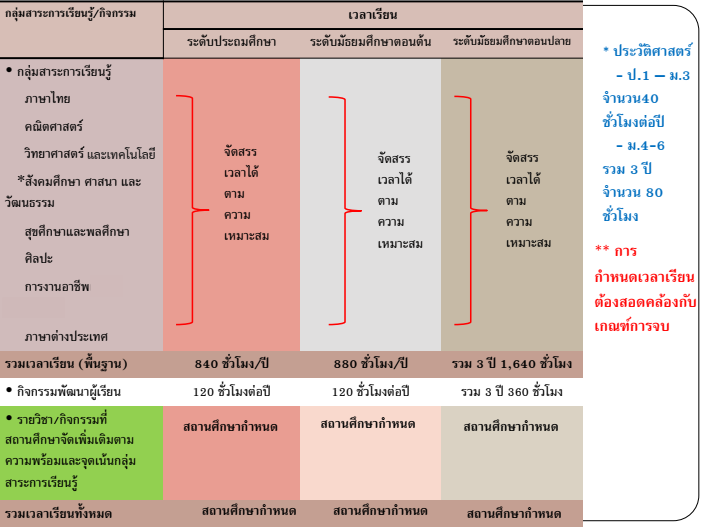 กลุ่มสาระการเรียนรู้/กิจกรรม
เวลาเรียน
ระดับประถมศึกษา
ระดับมัธยมศึกษาตอนต้น
ระดับมัธยมศึกษาตอนปลาย
• กลุ่มสาระการเรียนรู้
ภาษาไทย
คณิตศาสตร์
วิทยาศาสตร์ และเทคโนโลยี
*สังคมศึกษา ศาสนา และ
วัฒนธรรม
สุขศึกษาและพลศึกษา
ศิลปะ
การงานอาชีพ
ภาษาต่างประเทศ
จัดสรร
เวลาได้
ตาม
ความ
เหมาะสม
จัดสรร
เวลาได้
ตาม
ความ
เหมาะสม
จัดสรร
เวลาได้
ตาม
ความ
เหมาะสม
รวมเวลาเรียน (พื้นฐาน)
840 ชั่วโมง/ปี
880 ชั่วโมง/ปี
รวม 3 ปี 1,640 ชั่วโมง
• กิจกรรมพัฒนาผู้เรียน
120 ชั่วโมงต่อปี
120 ชั่วโมงต่อปี
รวม 3 ปี 360 ชั่วโมง
• รายวิชา/กิจกรรมที่
สถานศึกษาจัดเพิ่มเติมตาม
ความพร้อมและจุดเน้นกลุ่ม
สาระการเรียนรู้
สถานศึกษากำหนด
สถานศึกษากำหนด
สถานศึกษากำหนด
รวมเวลาเรียนทั้งหมด
สถานศึกษากำหนด
สถานศึกษากำหนด
สถานศึกษากำหนด
* ประวัติศาสตร์
– ป.1 – ม.3
จำนวน40
ชั่วโมงต่อปี
– ม.4-6
รวม 3 ปี
จำนวน 80
ชั่วโมง
** การ
กำหนดเวลาเรียน
ต้องสอดคล้องกับ
เกณฑ์การจบ